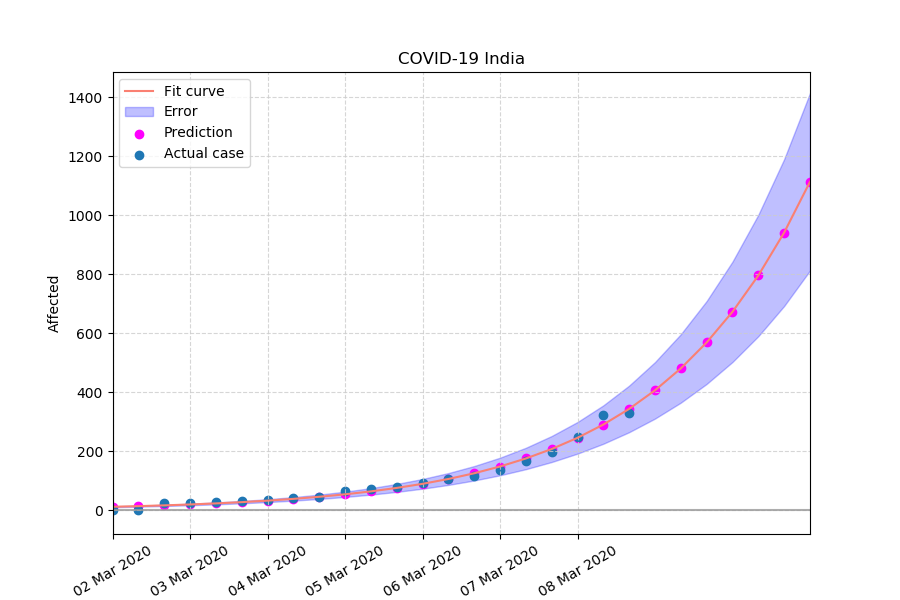 COVID-19 India
Fit curve
Error
Prediction
Actual case
Affected
1400
1200
1000
800
600
400
200
0
02 Mar 2020
03 Mar 2020
04 Mar 2020
05 Mar 2020
06 Mar 2020
07 Mar 2020
08 Mar 2020